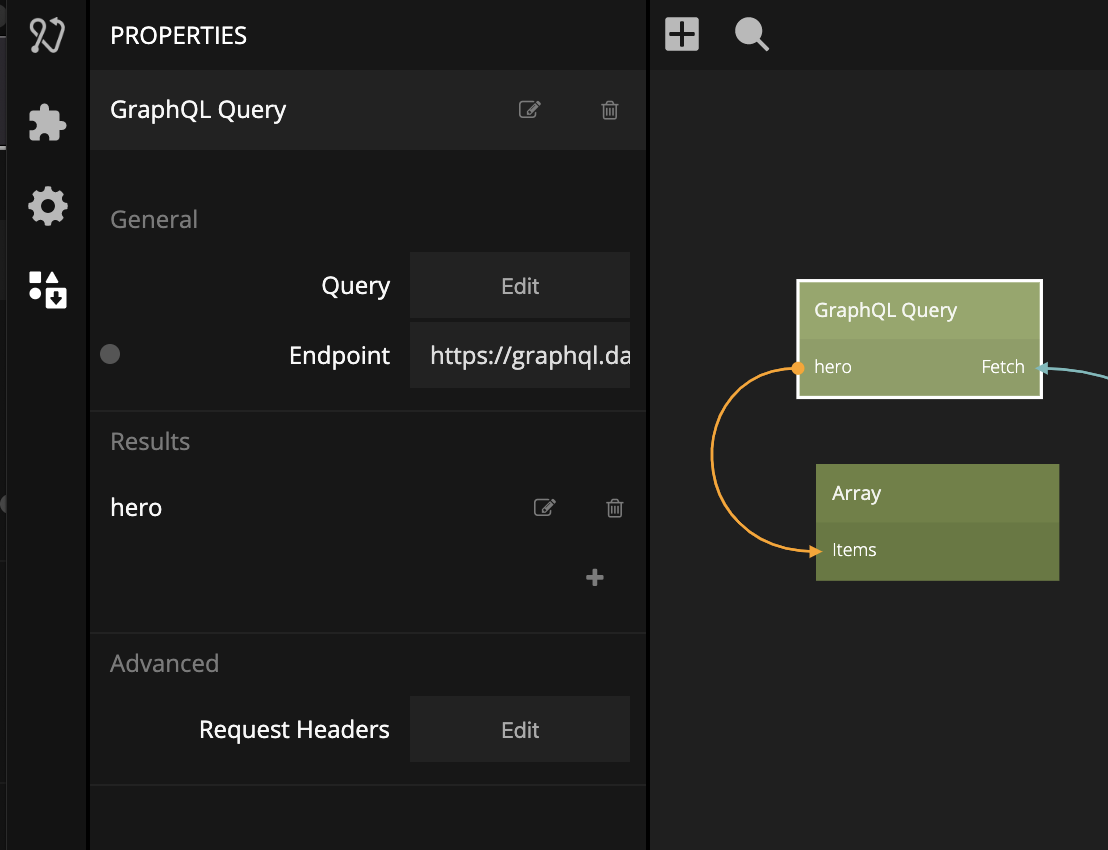 PROPERTIES
GraphQL Query
General
Query
Edit
Endpoint
https://graphql.da
Results
hero
Advanced
Request Headers
Edit
GraphQL Query
hero
Fetch
Array
Items